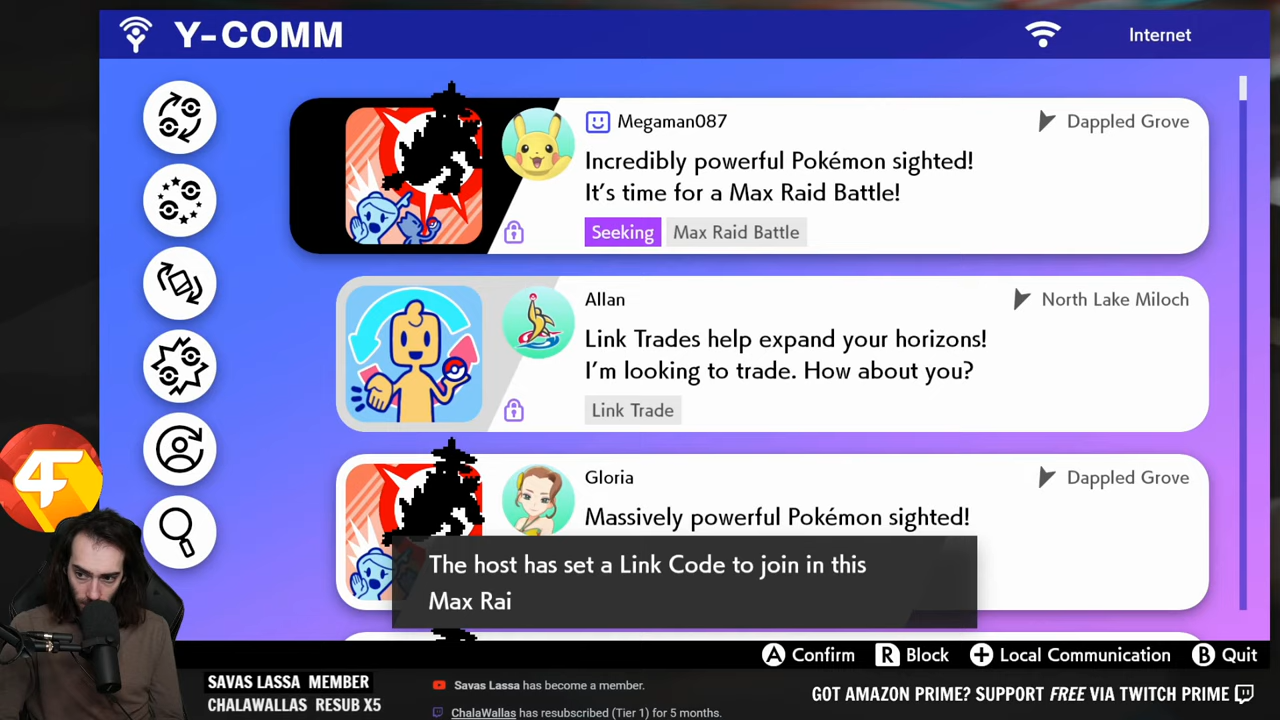 Y-COMM
Internet
Megaman087
Dappled Grove
Incredibly powerful Pokémon sighted!
It's time for a Max Raid Battle!
Seeking
Max Raid Battle
Allan
North Lake Miloch
Link Trades help expand your horizons!
I'm looking to trade. How about you?
Link Trade
Gloria
Dappled Grove
Massively powerful Pokémon sighted!
The host has set a Link Code to join in this
Max Rai
A Confirm
R Block
+ Local Communication
B Quit
4F
SAVAS LASSA MEMBER
CHALAWALLAS RESUB X5
Savas Lassa has become a member.
ChalaWallas has resubscribed (Tier 1) for 5 months.
GOT AMAZON PRIME? SUPPORT FREE VIA TWITCH PRIME